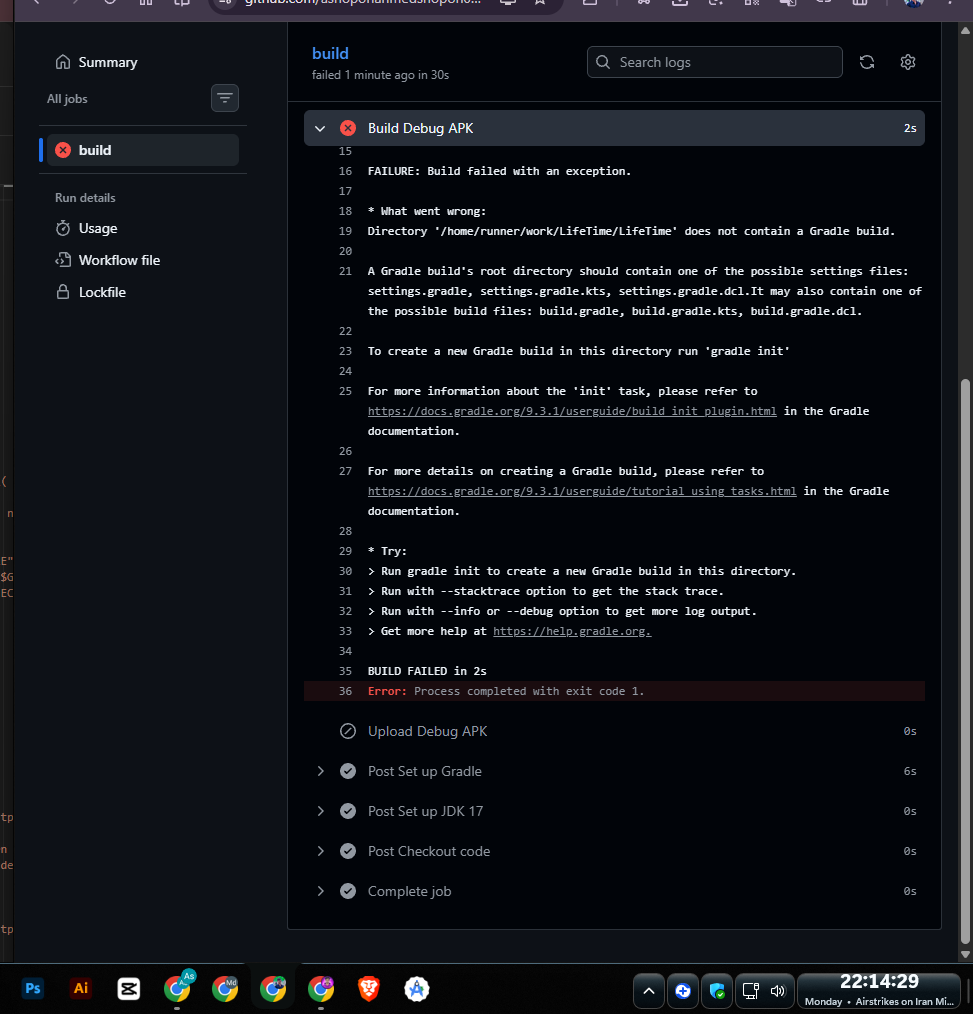 Summary
All jobs
build
Run details
Usage
Workflow file
Lockfile
build
failed 1 minute ago in 30s
Search logs
Build Debug APK
2s
15
16 FAILURE: Build failed with an exception.
17
18 * What went wrong:
19 Directory '/home/runner/work/LifeTime/LifeTime' does not contain a Gradle build.
20
21 A Gradle build's root directory should contain one of the possible settings files:
settings.gradle, settings.gradle.kts, settings.gradle.dcl.It may also contain one of
the possible build files: build.gradle, build.gradle.kts, build.gradle.dcl.
22
23 To create a new Gradle build in this directory run 'gradle init'
24
25 For more information about the 'init' task, please refer to
https://docs.gradle.org/9.3.1/userguide/build_init_plugin.html in the Gradle
documentation.
26
27 For more details on creating a Gradle build, please refer to
https://docs.gradle.org/9.3.1/userguide/tutorial_using_tasks.html in the Gradle
documentation.
28
29 * Try:
30 > Run gradle init to create a new Gradle build in this directory.
31 > Run with --stacktrace option to get the stack trace.
32 > Run with --info or --debug option to get more log output.
33 > Get more help at https://help.gradle.org.
34
35 BUILD FAILED in 2s
36 Error: Process completed with exit code 1.
Upload Debug APK 0s
Post Set up Gradle 6s
Post Set up JDK 17 0s
Post Checkout code 0s
Complete job 0s
Ps
Ai
As
Md
22:14:29
Monday • Airstrikes on Iran Mi...